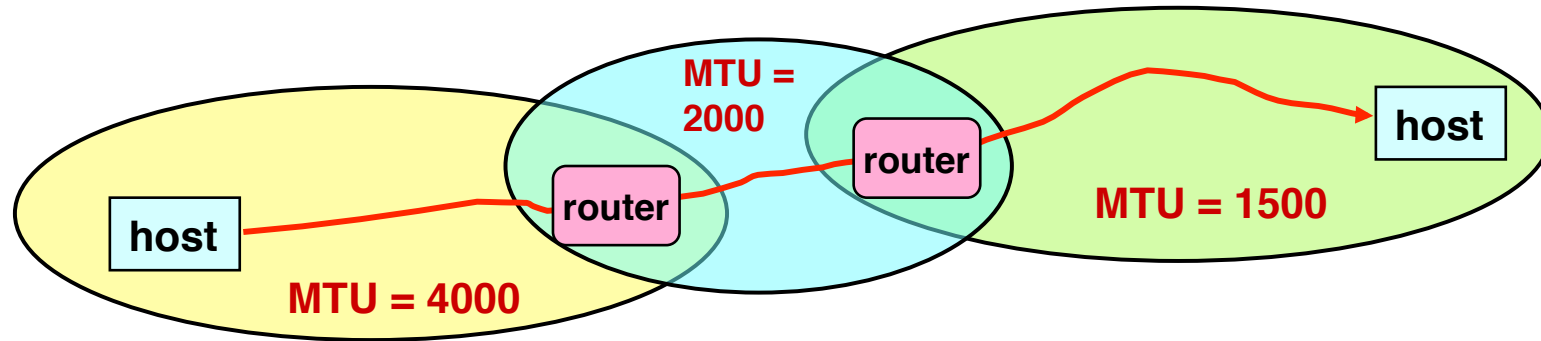 host
MTU = 4000
router
MTU =
2000
router
MTU = 1500
host